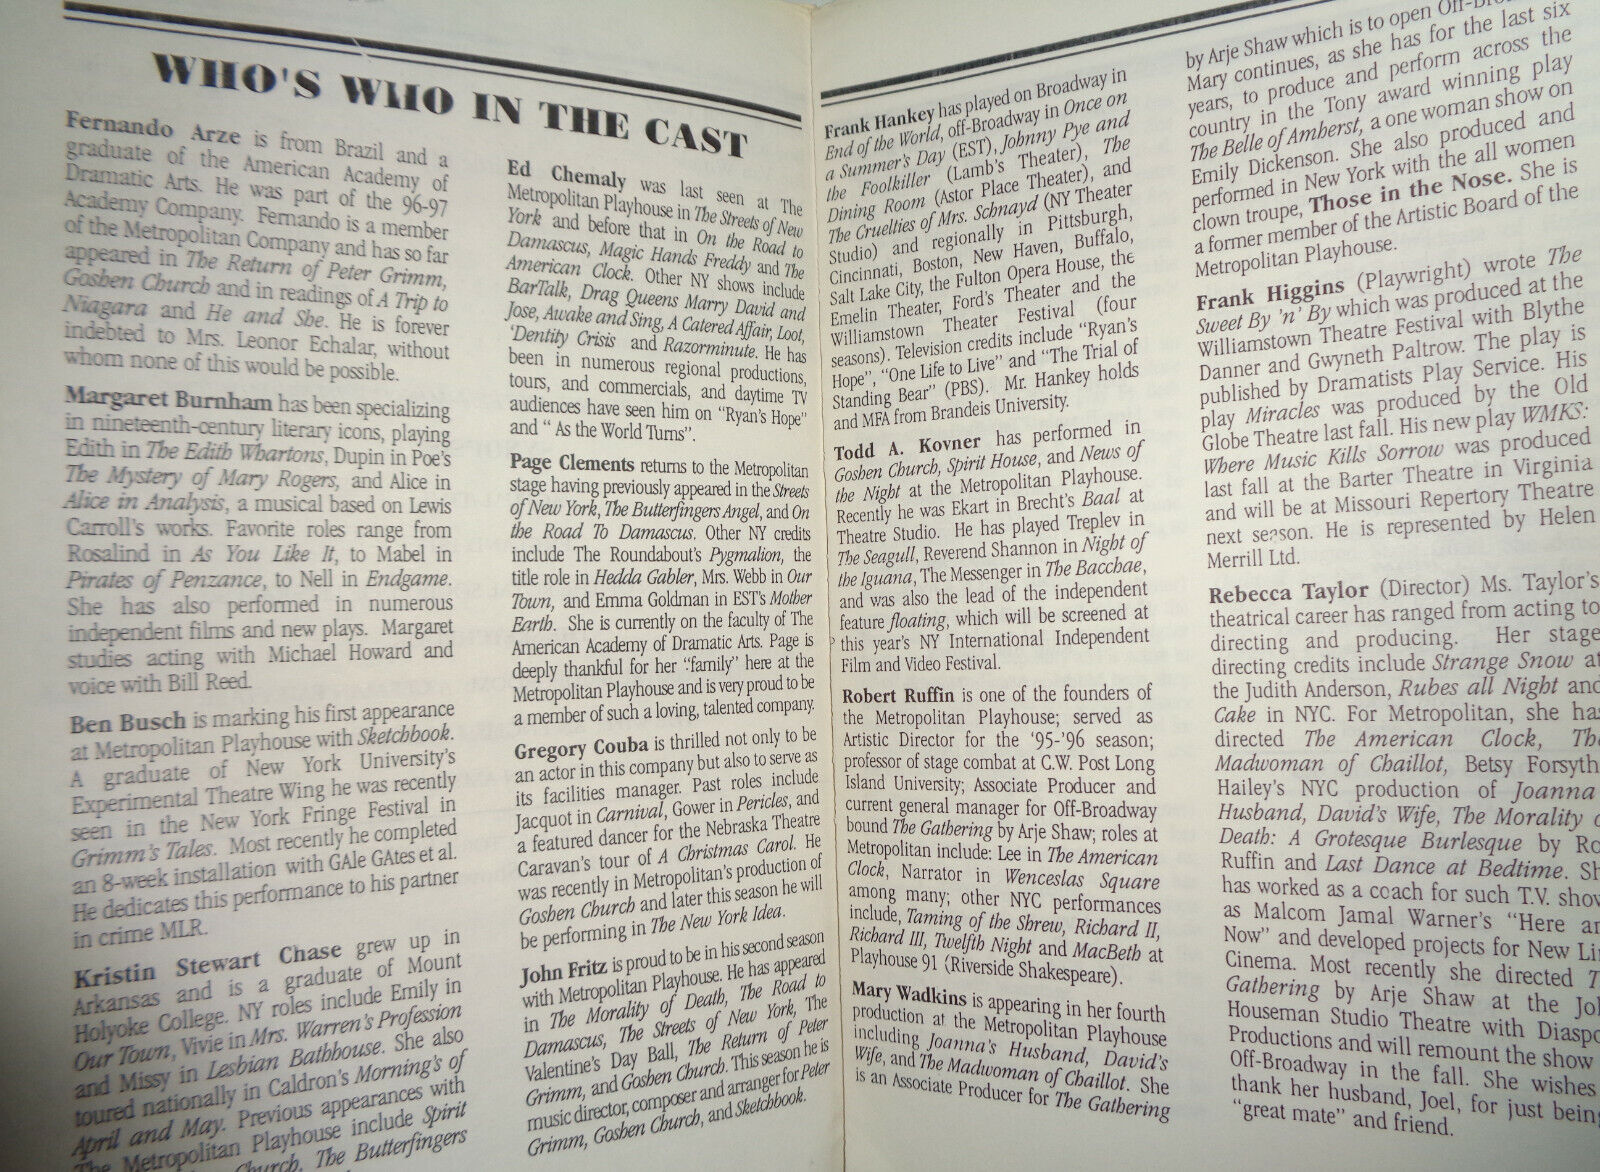 WHO'S WHO IN THE CAST
Fernando Arze is from Brazil and a
graduate of the American Academy of
Dramatic Arts. He was part of the 96-97
Academy Company. Fernando is a member
of the Metropolitan Company and has so far
appeared in The Return of Peter Grimm,
Goshen Church and in readings of A Trip to
Niagara and He and She. He is forever
indebted to Mrs. Leonor Echalar, without
whom none of this would be possible.
Margaret Burnham has been specializing
in nineteenth-century literary icons, playing
Edith in The Edith Whartons, Dupin in Poe's
The Mystery of Mary Rogers, and Alice in
Alice in Analysis, a musical based on Lewis
Carroll's works. Favorite roles range from
Rosalind in As You Like It, to Mabel in
Pirates of Penzance, to Nell in Endgame.
She has also performed in numerous
independent films and new plays. Margaret
studies acting with Michael Howard and
voice with Bill Reed.
Ben Busch is marking his first appearance
at Metropolitan Playhouse with Sketchbook.
A graduate of New York University's
Experimental Theatre Wing he was recently
seen in the New York Fringe Festival in
Grimm's Tales. Most recently he completed
an 8-week installation with GAle GAtes et al.
He dedicates this performance to his partner
in crime MLR.
Kristin Stewart Chase grew up in
Arkansas and is a graduate of Mount
Holyoke College. NY roles include Emily in
Our Town, Vivie in Mrs. Warren's Profession
and Missy in Lesbian Bathhouse. She also
toured nationally in Caldron's Morning's of
April and May. Previous appearances with
The Metropolitan Playhouse include Spirit
Church, The Butterfingers
Ed Chemaly was last seen at The
Metropolitan Playhouse in The Streets of New
York and before that in On the Road to
Damascus, Magic Hands Freddy and The
American Clock. Other NY shows include
BarTalk, Drag Queens Marry David and
Jose, Awake and Sing, A Catered Affair, Loot,
'Dentity Crisis and Razorminute. He has
been in numerous regional productions,
tours, and commercials, and daytime TV
audiences have seen him on "Ryan's Hope"
and " As the World Turns".
Page Clements returns to the Metropolitan
stage having previously appeared in the Streets
of New York, The Butterfingers Angel, and On
the Road To Damascus. Other NY credits
include The Roundabout's Pygmalion, the
title role in Hedda Gabler, Mrs. Webb in Our
Town, and Emma Goldman in EST's Mother
Earth. She is currently on the faculty of The
American Academy of Dramatic Arts. Page is
deeply thankful for her "family" here at the
Metropolitan Playhouse and is very proud to be
a member of such a loving, talented company.
Gregory Couba is thrilled not only to be
an actor in this company but also to serve as
its facilities manager. Past roles include
Jacquot in Carnival, Gower in Pericles, and
a featured dancer for the Nebraska Theatre
Caravan's tour of A Christmas Carol. He
was recently in Metropolitan's production of
Goshen Church and later this season he will
be performing in The New York Idea.
John Fritz is proud to be in his second season
with Metropolitan Playhouse. He has appeared
in The Morality of Death, The Road to
Damascus, The Streets of New York, The
Valentine's Day Ball, The Return of Peter
Grimm, and Goshen Church. This season he is
music director, composer and arranger for Peter
Grimm, Goshen Church, and Sketchbook.
Frank Hankey has played on Broadway in
End of the World, off-Broadway in Once on
a Summer's Day (EST), Johnny Pye and
the Foolkiller (Lamb's Theater), The
Dining Room (Astor Place Theater), and
The Cruelties of Mrs. Schnayd (NY Theater
Studio) and regionally in Pittsburgh,
Cincinnati, Boston, New Haven, Buffalo,
Salt Lake City, the Fulton Opera House, the
Emelin Theater, Ford's Theater and the
Williamstown Theater Festival (four
seasons). Television credits include "Ryan's
Hope", "One Life to Live" and "The Trial of
Standing Bear" (PBS). Mr. Hankey holds
and MFA from Brandeis University.
Todd A. Kovner has performed in
Goshen Church, Spirit House, and News of
the Night at the Metropolitan Playhouse.
Recently he was Ekart in Brecht's Baal at
Theatre Studio. He has played Treplev in
The Seagull, Reverend Shannon in Night of
the Iguana, The Messenger in The Bacchae,
and was also the lead of the independent
feature floating, which will be screened at
this year's NY International Independent
Film and Video Festival.
Robert Ruffin is one of the founders of
the Metropolitan Playhouse; served as
Artistic Director for the '95-'96 season;
professor of stage combat at C.W. Post Long
Island University; Associate Producer and
current general manager for Off-Broadway
bound The Gathering by Arje Shaw; roles at
Metropolitan include: Lee in The American
Clock, Narrator in Wenceslas Square
among many; other NYC performances
include, Taming of the Shrew, Richard II,
Richard III, Twelfth Night and MacBeth at
Playhouse 91 (Riverside Shakespeare).
Mary Wadkins is appearing in her fourth
production at the Metropolitan Playhouse
including Joanna's Husband, David's
Wife, and The Madwoman of Chaillot. She
is an Associate Producer for The Gathering
by Arje Shaw which is to open
Mary continues, as she has for the last six
years, to produce and perform across the
country in the Tony award winning play
The Belle of Amherst, a one woman show on
Emily Dickenson. She also produced and
performed in New York with the all women
clown troupe, Those in the Nose. She is
a former member of the Artistic Board of the
Metropolitan Playhouse.
Frank Higgins (Playwright) wrote The
Sweet By 'n' By which was produced at the
Williamstown Theatre Festival with Blythe
Danner and Gwyneth Paltrow. The play is
published by Dramatists Play Service. His
play Miracles was produced by the Old
Globe Theatre last fall. His new play WMKS:
Where Music Kills Sorrow was produced
last fall at the Barter Theatre in Virginia
and will be at Missouri Repertory Theatre
next season. He is represented by Helen
Merrill Ltd.
Rebecca Taylor (Director) Ms. Taylor's
theatrical career has ranged from acting to
directing and producing. Her stage
directing credits include Strange Snow at
the Judith Anderson, Rubes all Night and
Cake in NYC. For Metropolitan, she has
directed The American Clock, The
Madwoman of Chaillot, Betsy Forsyth
Hailey's NYC production of Joanna's
Husband, David's Wife, The Morality of
Death: A Grotesque Burlesque by
Ruffin and Last Dance at Bedtime.
has worked as a coach for such T.V.
as Malcom Jamal Warner's "Here
Now" and developed projects for New
Cinema. Most recently she directed
Gathering by Arje Shaw at the
Houseman Studio Theatre with
Productions and will remount the show
Off-Broadway in the fall. She wishes
thank her husband, Joel, for just being
"great mate" and friend.